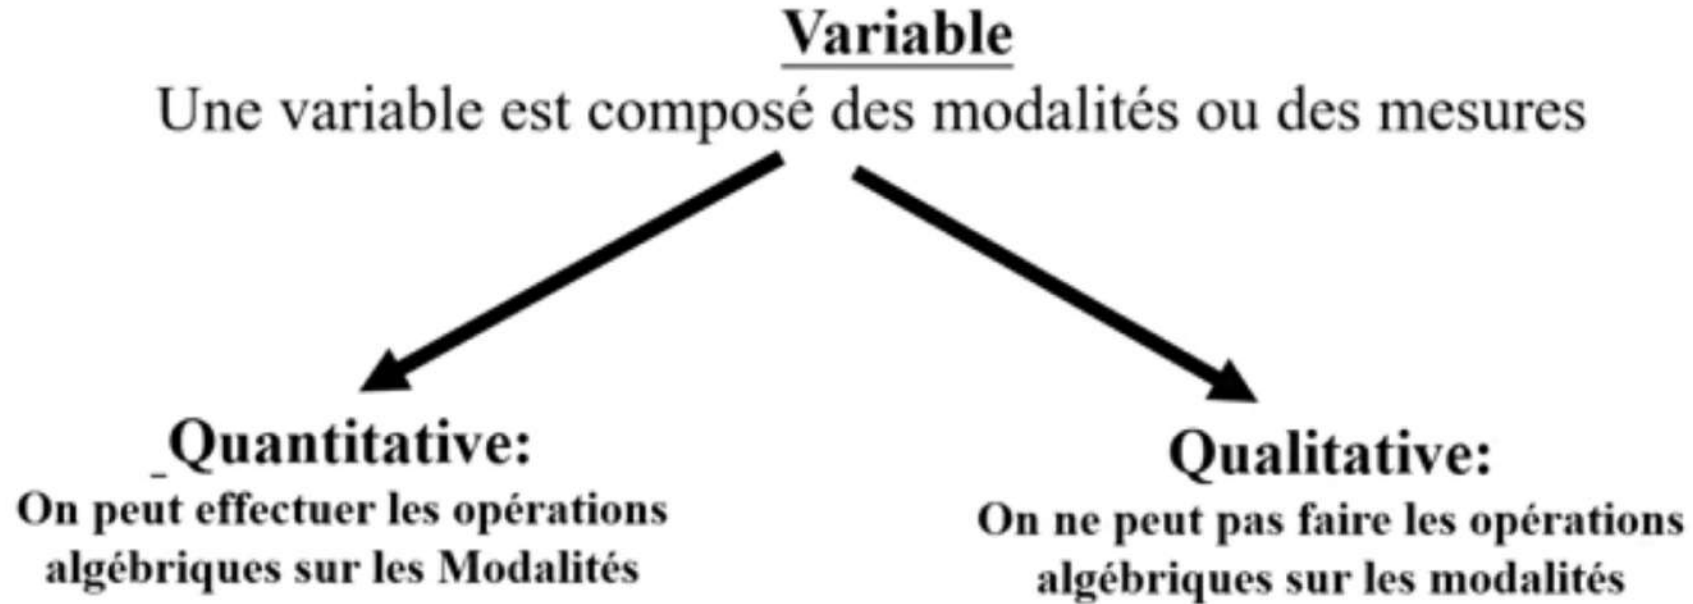 Variable
Une variable est composé des modalités ou des mesures
_Quantitative:
On peut effectuer les opérations
algébriques sur les Modalités
Qualitative:
On ne peut pas faire les opérations
algébriques sur les modalités